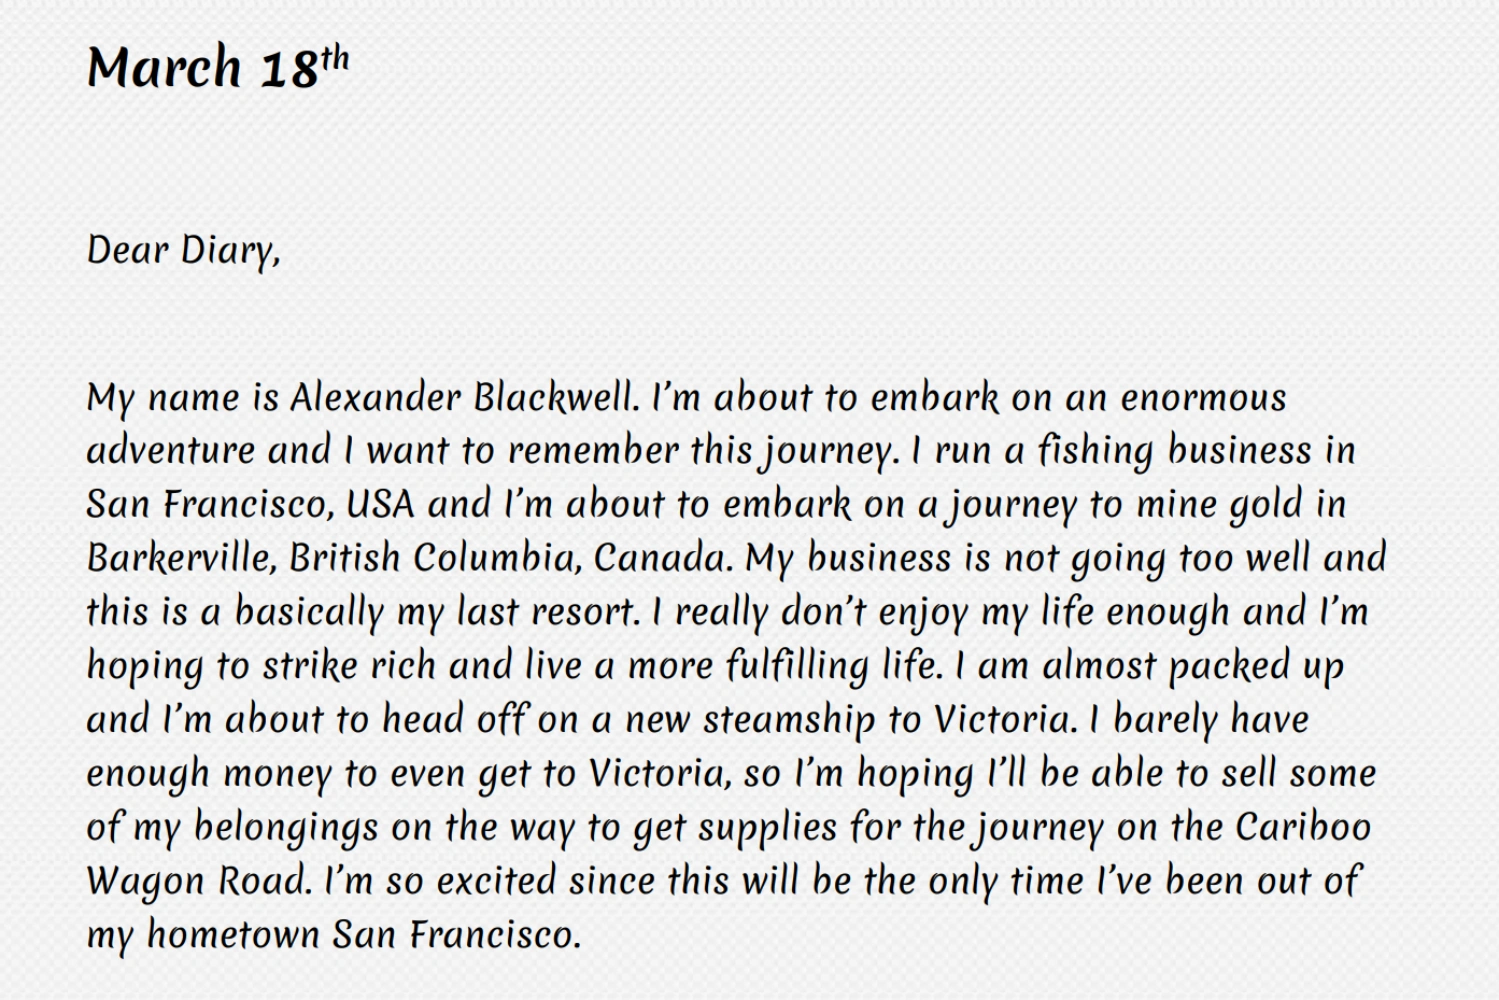 March 18th
Dear Diary,
My name is Alexander Blackwell. I’m about to embark on an enormous
adventure and I want to remember this journey. I run a fishing business in
San Francisco, USA and I’m about to embark on a journey to mine gold in
Barkerville, British Columbia, Canada. My business is not going too well and
this is a basically my last resort. I really don’t enjoy my life enough and I’m
hoping to strike rich and live a more fulfilling life. I am almost packed up
and I’m about to head off on a new steamship to Victoria. I barely have
enough money to even get to Victoria, so I’m hoping I’ll be able to sell some
of my belongings on the way to get supplies for the journey on the Cariboo
Wagon Road. I’m so excited since this will be the only time I’ve been out of
my hometown San Francisco.